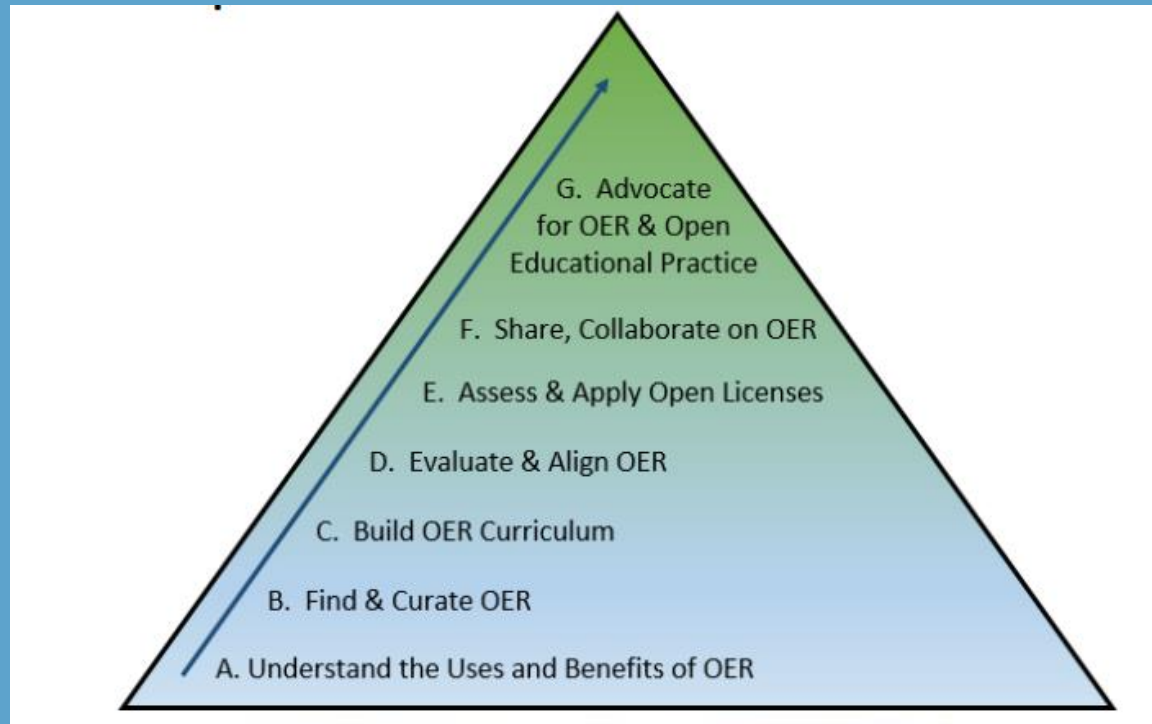 G. Advocate
for OER & Open
Educational Practice
F. Share, Collaborate on OER
E. Assess & Apply Open Licenses
D. Evaluate & Align OER
C. Build OER Curriculum
B. Find & Curate OER
A. Understand the Uses and Benefits of OER